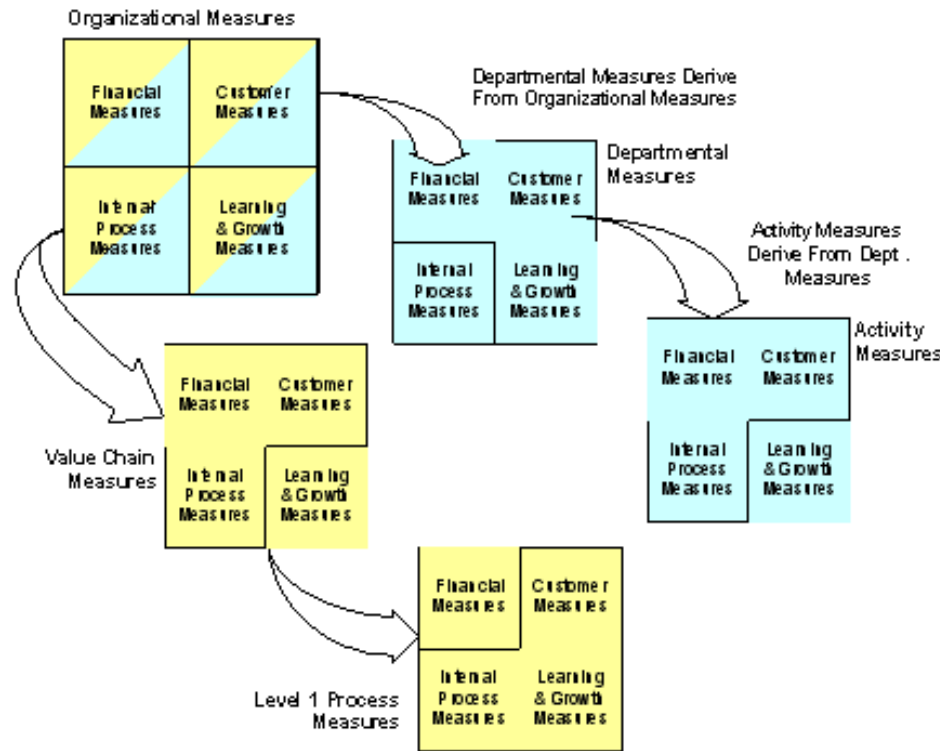 Organizational Measures
Financial
Measures
Customer
Measures
Internal
Process
Measures
Learning
& Growth
Measures
Departmental Measures Derive
From Organizational Measures
Departmental
Measures
Financial
Measures
Customer
Measures
Internal
Process
Measures
Learning
& Growth
Measures
Activity Measures
Derive From Dept .
Measures
Activity
Measures
Financial
Measures
Customer
Measures
Internal
Process
Measures
Learning
& Growth
Measures
Value Chain
Measures
Financial
Measures
Customer
Measures
Internal
Process
Measures
Learning
& Growth
Measures
Level 1 Process
Measures
Financial
Measures
Customer
Measures
Internal
Process
Measures
Learning
& Growth
Measures